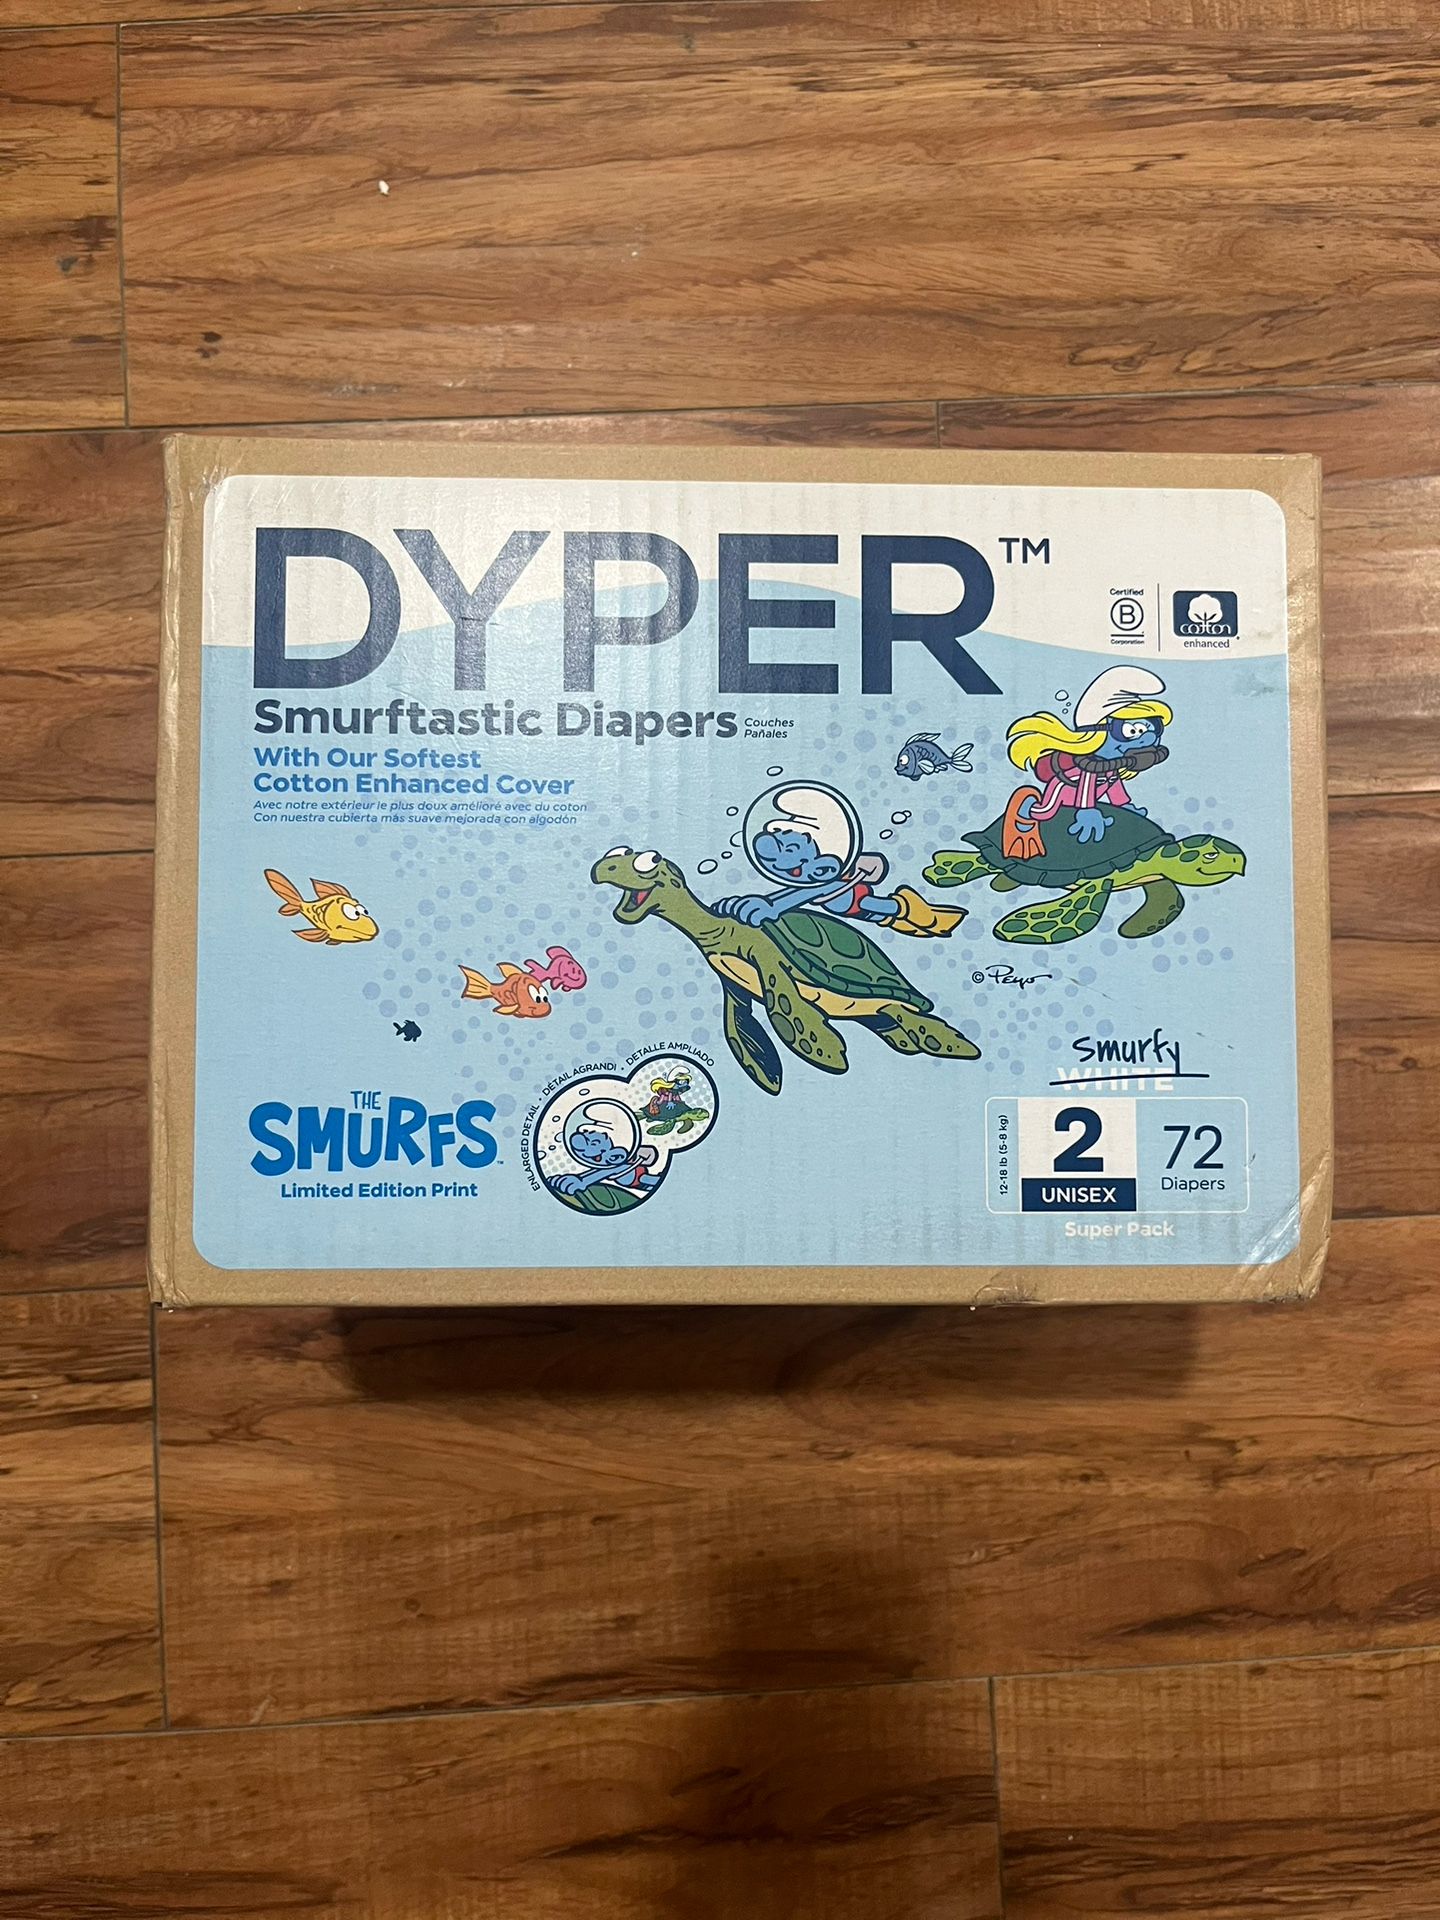 DYPER™
Certified
B
Corporation
cotton
enhanced
Smurftastic Diapers
Couches
Pañales
With Our Softest
Cotton Enhanced Cover
Avec notre extérieur le plus doux amélioré avec du coton
Con nuestra cubierta más suave mejorada con algodón
© Peyo
ENLARGED DETAIL • DETAIL AGRANDI • DETALLE AMPLIADO
THE
SMURFS™
Limited Edition Print
Smurfy
WHITE
12-18 lb (5-8 kg)
2
UNISEX
72
Diapers
Super Pack